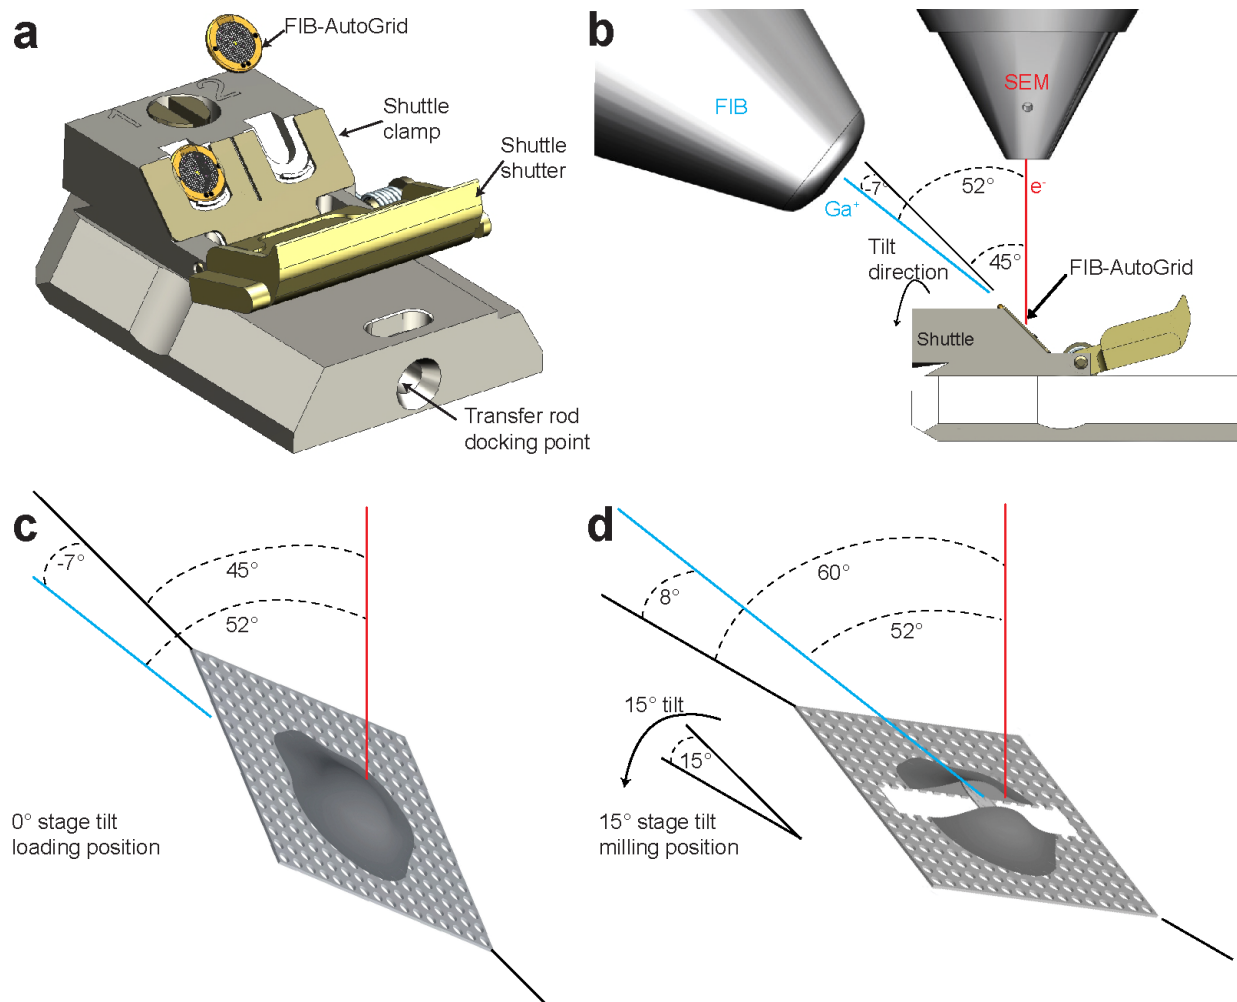 a
FIB-AutoGrid
1
2
Shuttle
clamp
Shuttle
shutter
Transfer rod
docking point
b
FIB
SEM
-7°
52°
e-
Ga+
45°
Tilt
direction
FIB-AutoGrid
Shuttle
c
-7°
45°
52°
0° stage tilt
loading position
d
8°
60°
52°
15° tilt
15°
15° stage tilt
milling position